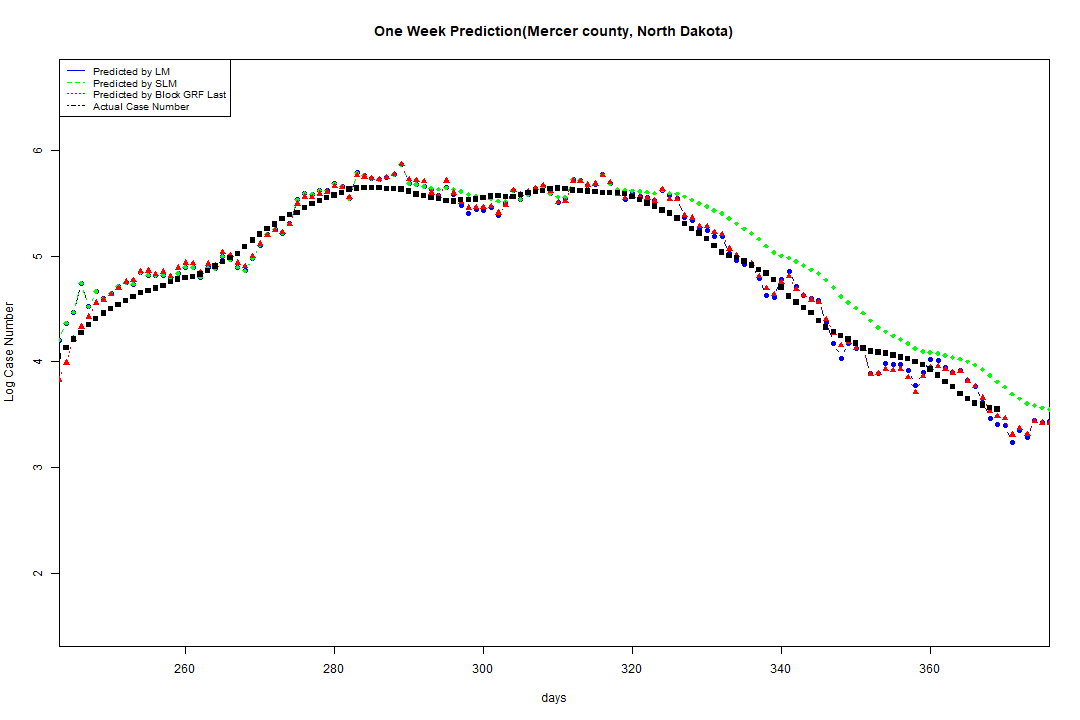 One Week Prediction(Mercer county, North Dakota)
Predicted by LM
Predicted by SLM
Predicted by Block GRF Last
Actual Case Number
6
5
4
3
2
Log Case Number
260 280 300 320 340 360
days